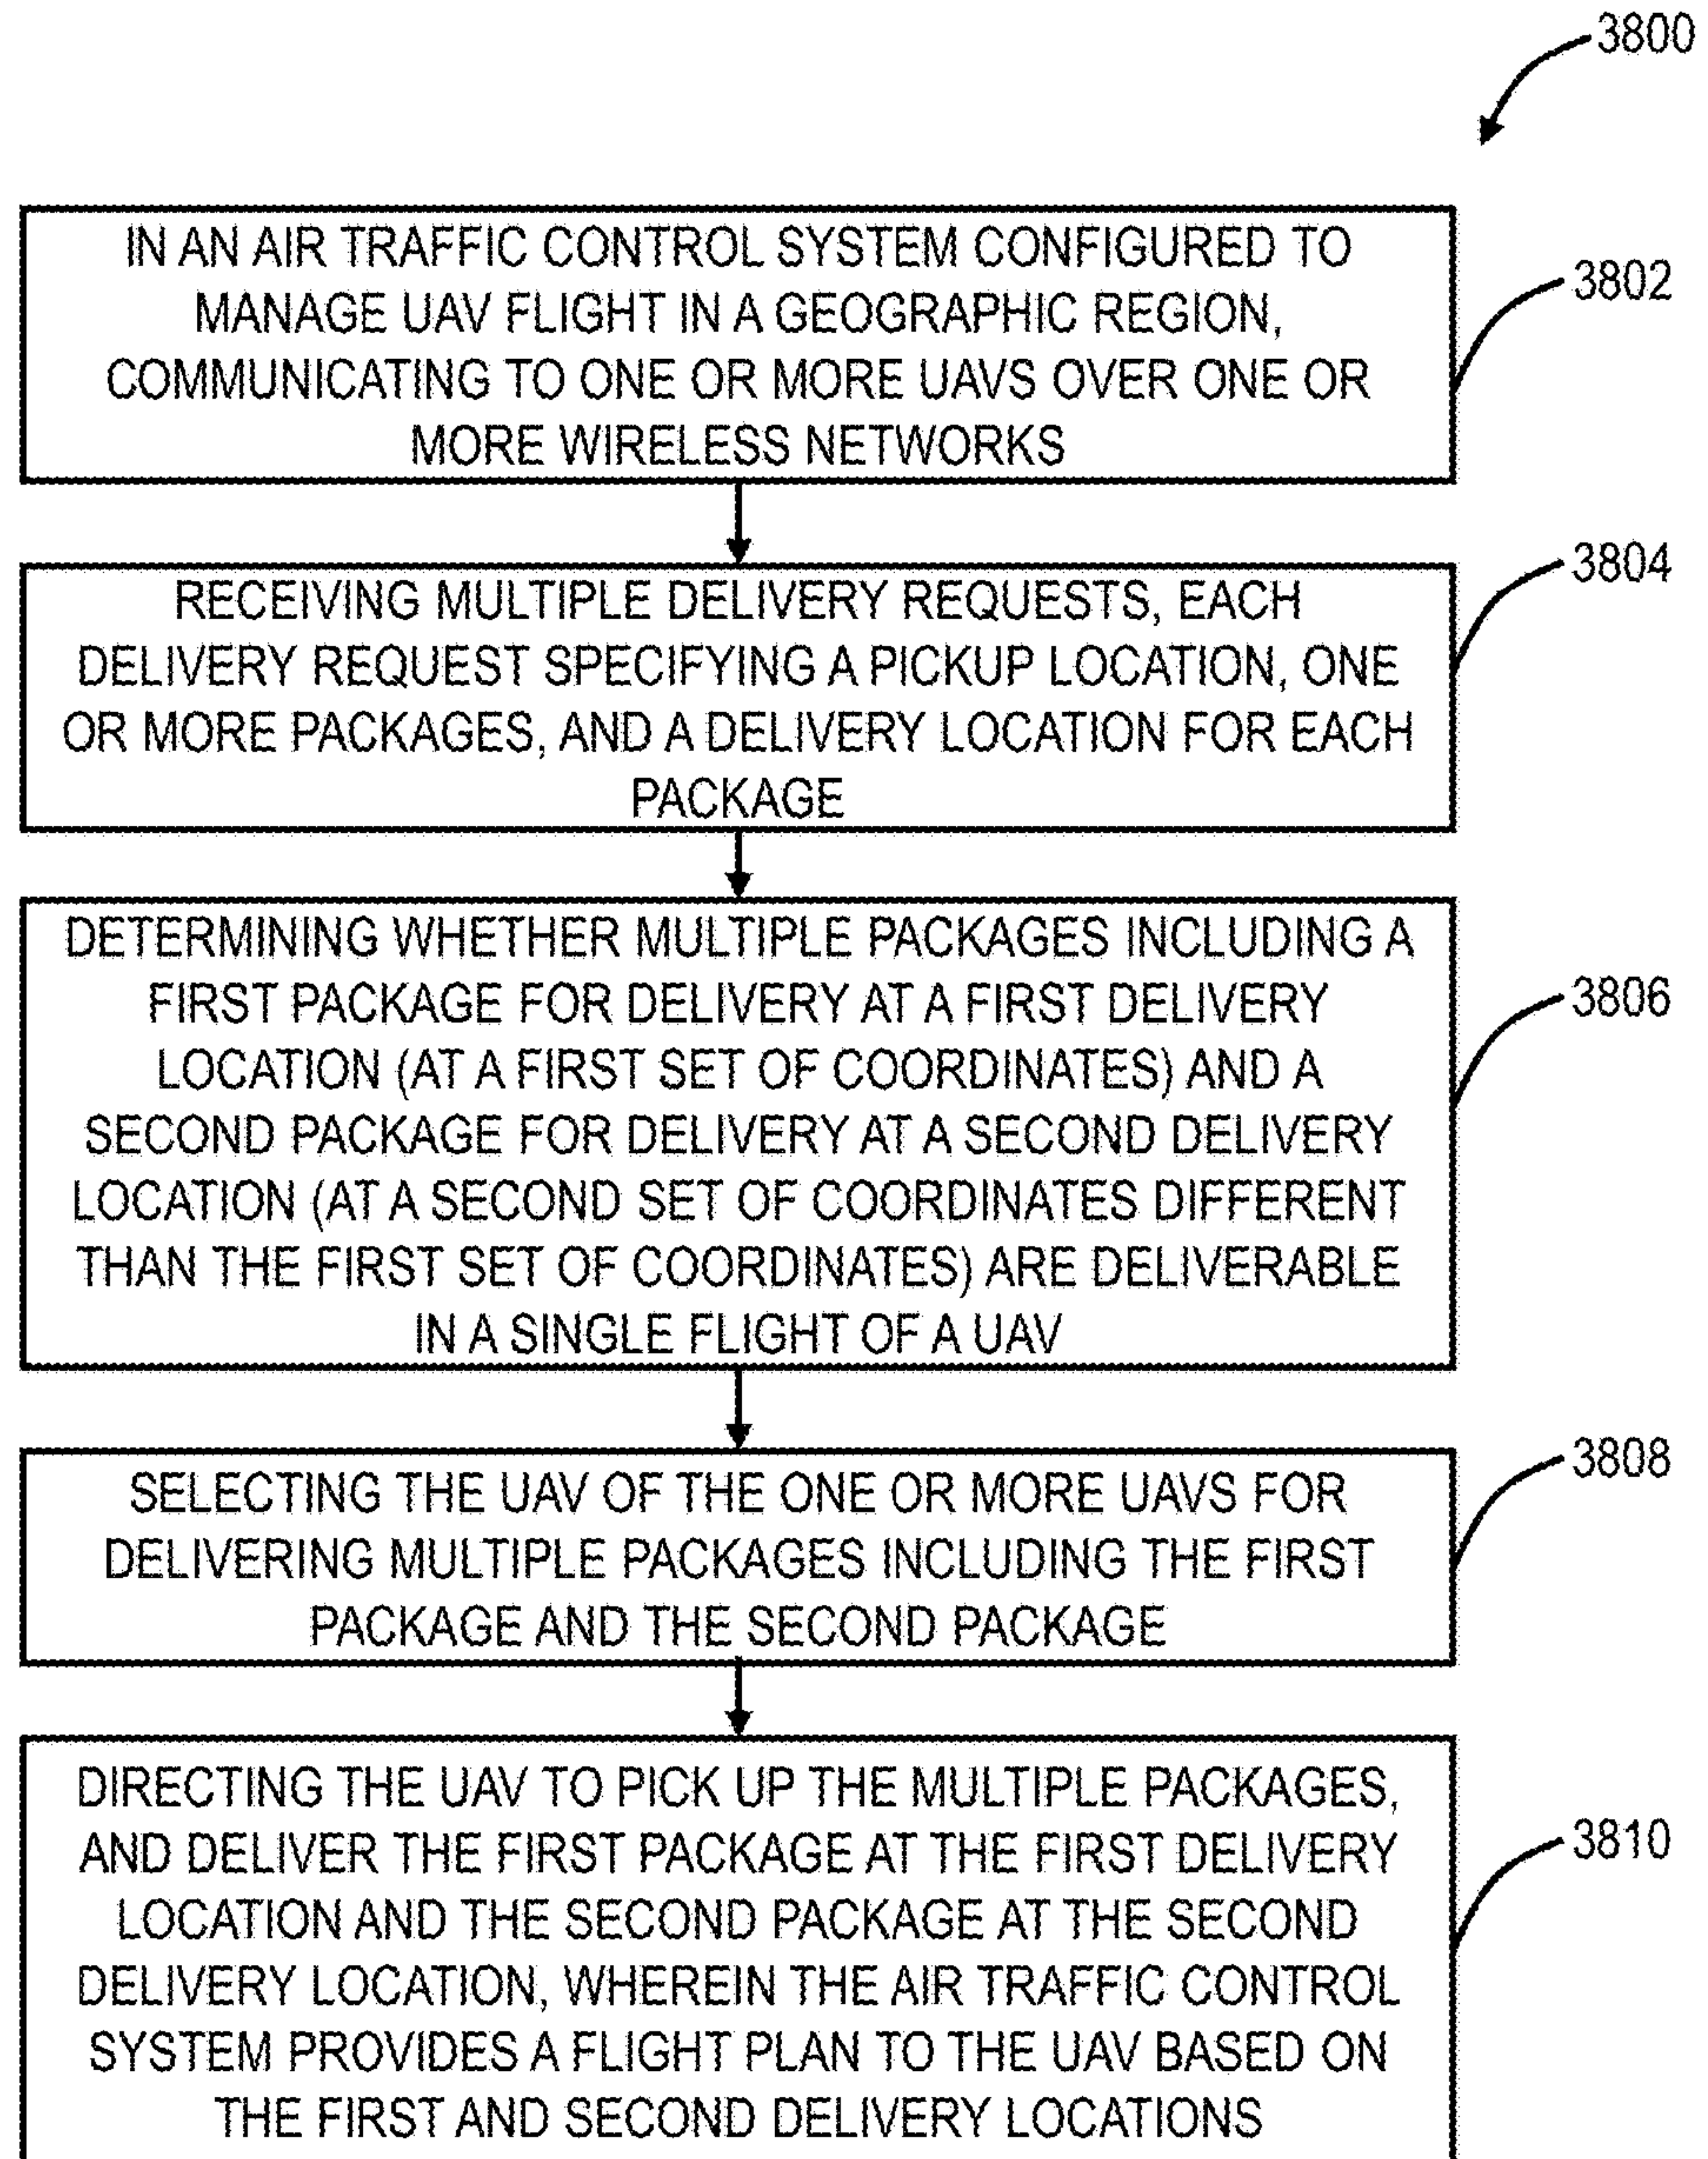 3800
IN AN AIR TRAFFIC CONTROL SYSTEM CONFIGURED TO
MANAGE UAV FLIGHT IN A GEOGRAPHIC REGION,
COMMUNICATING TO ONE OR MORE UAVS OVER ONE OR
MORE WIRELESS NETWORKS
3802
RECEIVING MULTIPLE DELIVERY REQUESTS, EACH
DELIVERY REQUEST SPECIFYING A PICKUP LOCATION, ONE
OR MORE PACKAGES, AND A DELIVERY LOCATION FOR EACH
PACKAGE
3804
DETERMINING WHETHER MULTIPLE PACKAGES INCLUDING A
FIRST PACKAGE FOR DELIVERY AT A FIRST DELIVERY
LOCATION (AT A FIRST SET OF COORDINATES) AND A
SECOND PACKAGE FOR DELIVERY AT A SECOND DELIVERY
LOCATION (AT A SECOND SET OF COORDINATES DIFFERENT
THAN THE FIRST SET OF COORDINATES) ARE DELIVERABLE
IN A SINGLE FLIGHT OF A UAV
3806
SELECTING THE UAV OF THE ONE OR MORE UAVS FOR
DELIVERING MULTIPLE PACKAGES INCLUDING THE FIRST
PACKAGE AND THE SECOND PACKAGE
3808
DIRECTING THE UAV TO PICK UP THE MULTIPLE PACKAGES,
AND DELIVER THE FIRST PACKAGE AT THE FIRST DELIVERY
LOCATION AND THE SECOND PACKAGE AT THE SECOND
DELIVERY LOCATION, WHEREIN THE AIR TRAFFIC CONTROL
SYSTEM PROVIDES A FLIGHT PLAN TO THE UAV BASED ON
THE FIRST AND SECOND DELIVERY LOCATIONS
3810